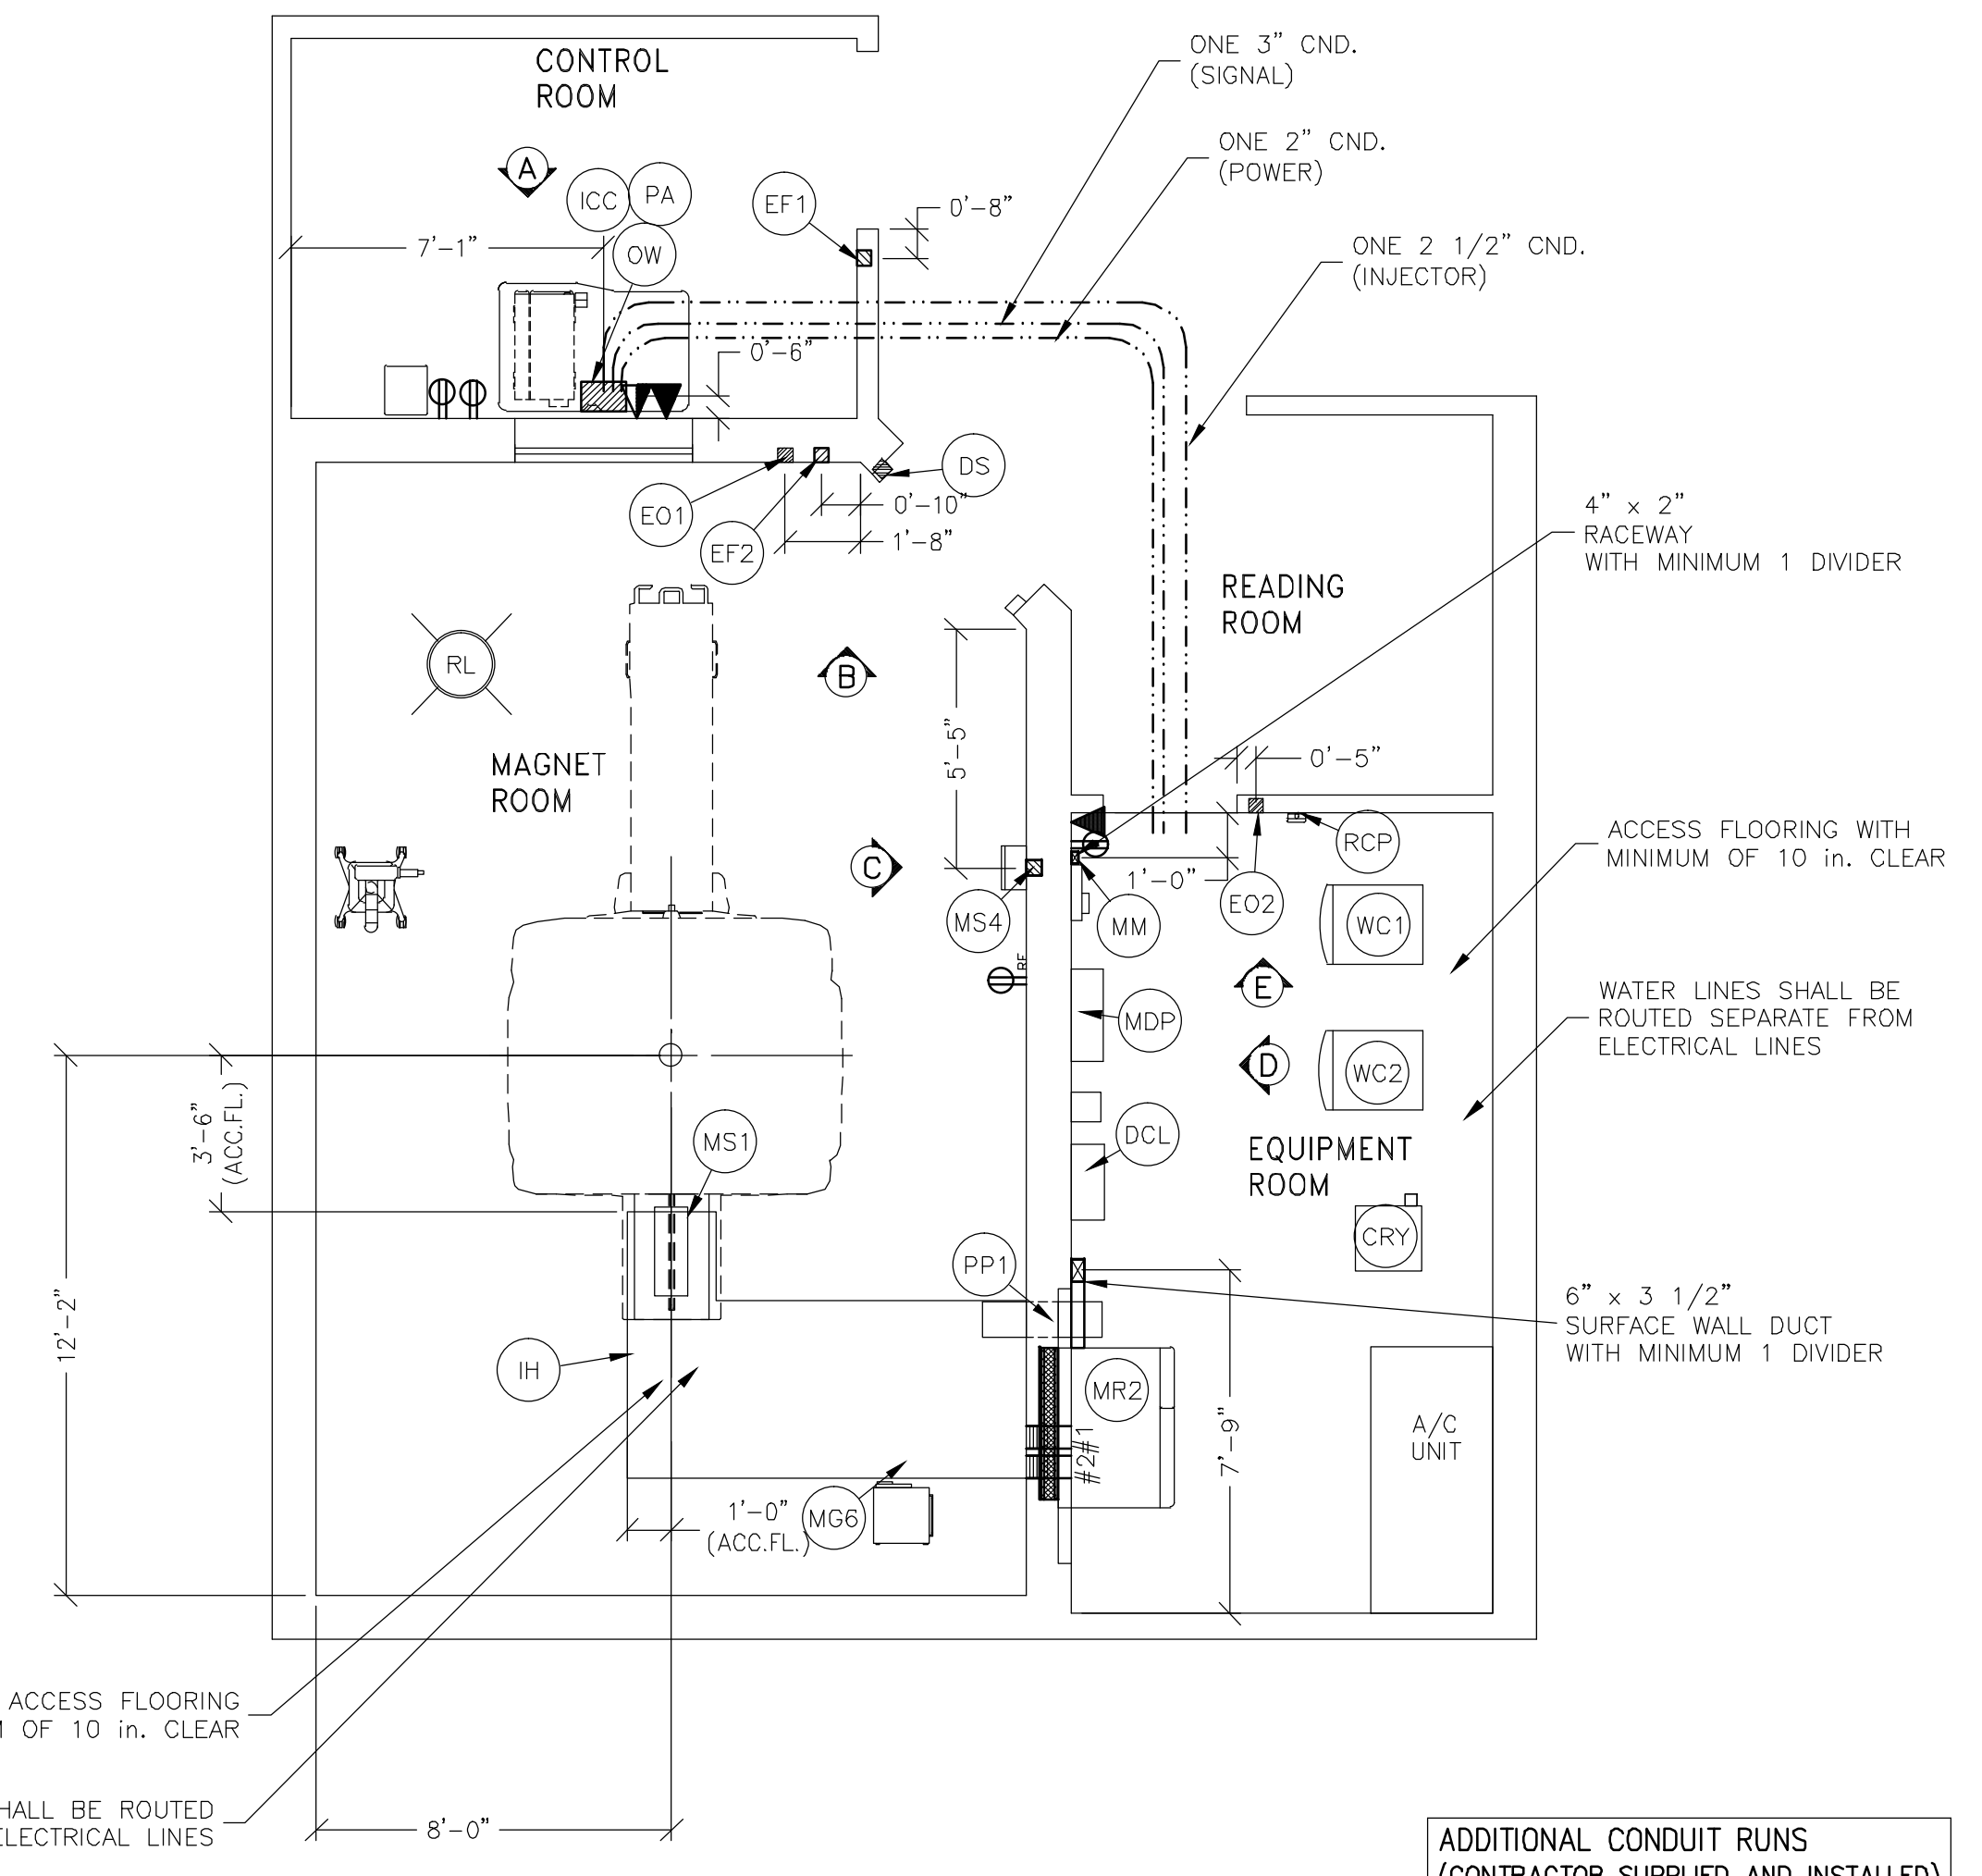 CONTROL
ROOM
ONE 3" CND.
(SIGNAL)
ONE 2" CND.
(POWER)
ONE 2 1/2" CND.
(INJECTOR)
A
ICC
PA
OW
EF1
0'-8"
7'-1"
0'-6"
DS
EO1
EF2
0'-10"
1'-8"
4" x 2"
RACEWAY
WITH MINIMUM 1 DIVIDER
READING
ROOM
RL
B
5'-5"
MAGNET
ROOM
0'-5"
C
RCP
1'-0"
ACCESS FLOORING WITH
MINIMUM OF 10 in. CLEAR
MS4
MM
EO2
WC1
RF
E
MDP
WATER LINES SHALL BE
ROUTED SEPARATE FROM
ELECTRICAL LINES
D
WC2
3'-6"
(ACC.FL.)
MS1
DCL
EQUIPMENT
ROOM
CRY
PP1
12'-2"
6" x 3 1/2"
SURFACE WALL DUCT
WITH MINIMUM 1 DIVIDER
IH
MR2
#2#1
7'-9"
A/C
UNIT
1'-0"
(ACC.FL.)
MG6
ACCESS FLOORING
OF 10 in. CLEAR
SHALL BE ROUTED
ELECTRICAL LINES
8'-0"
ADDITIONAL CONDUIT RUNS
(CONTRACTOR SUPPLIED AND INSTALLED)